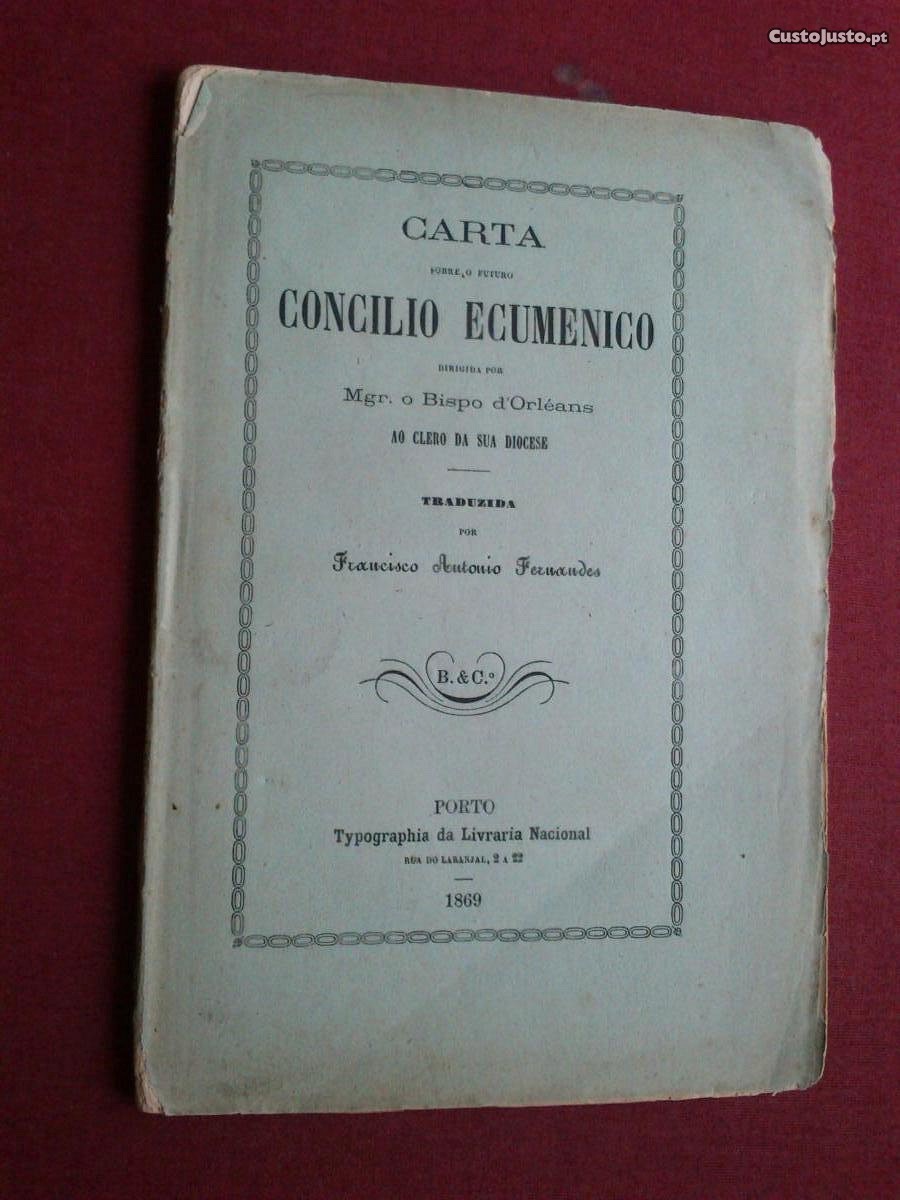 CustoJusto.pt
CARTA
SOBRE O FUTURO
CONCILIO ECUMENICO
DIRIGIDA POR
Mgr. o Bispo d'Orléans
AO CLERO DA SUA DIOCESE
TRADUZIDA
POR
Francisco Antonio Fernandes
B. & C.ª
PORTO
Typographia da Livraria Nacional
RUA DO LARANJAL, 2 A 22
1869